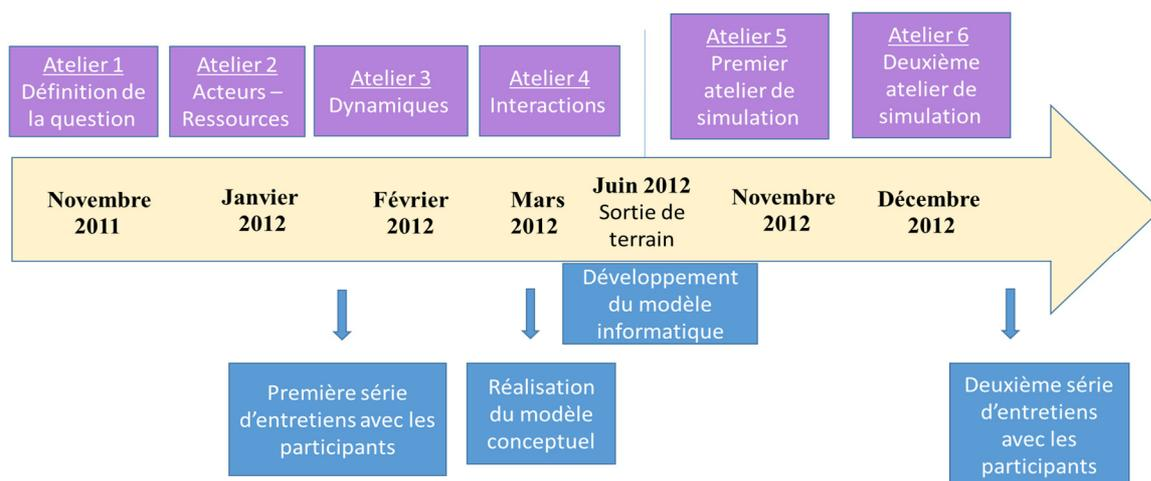 Atelier 1
Définition de
la question
Atelier 2
Acteurs –
Ressources
Atelier 3
Dynamiques
Atelier 4
Interactions
Atelier 5
Premier
atelier de
simulation
Atelier 6
Deuxième
atelier de
simulation
Novembre
2011
Janvier
2012
Février
2012
Mars
2012
Juin 2012
Sortie de
terrain
Novembre
2012
Décembre
2012
Développement
du modèle
informatique
Première série
d'entretiens avec les
participants
Réalisation
du modèle
conceptuel
Deuxième série
d'entretiens
avec les
participants